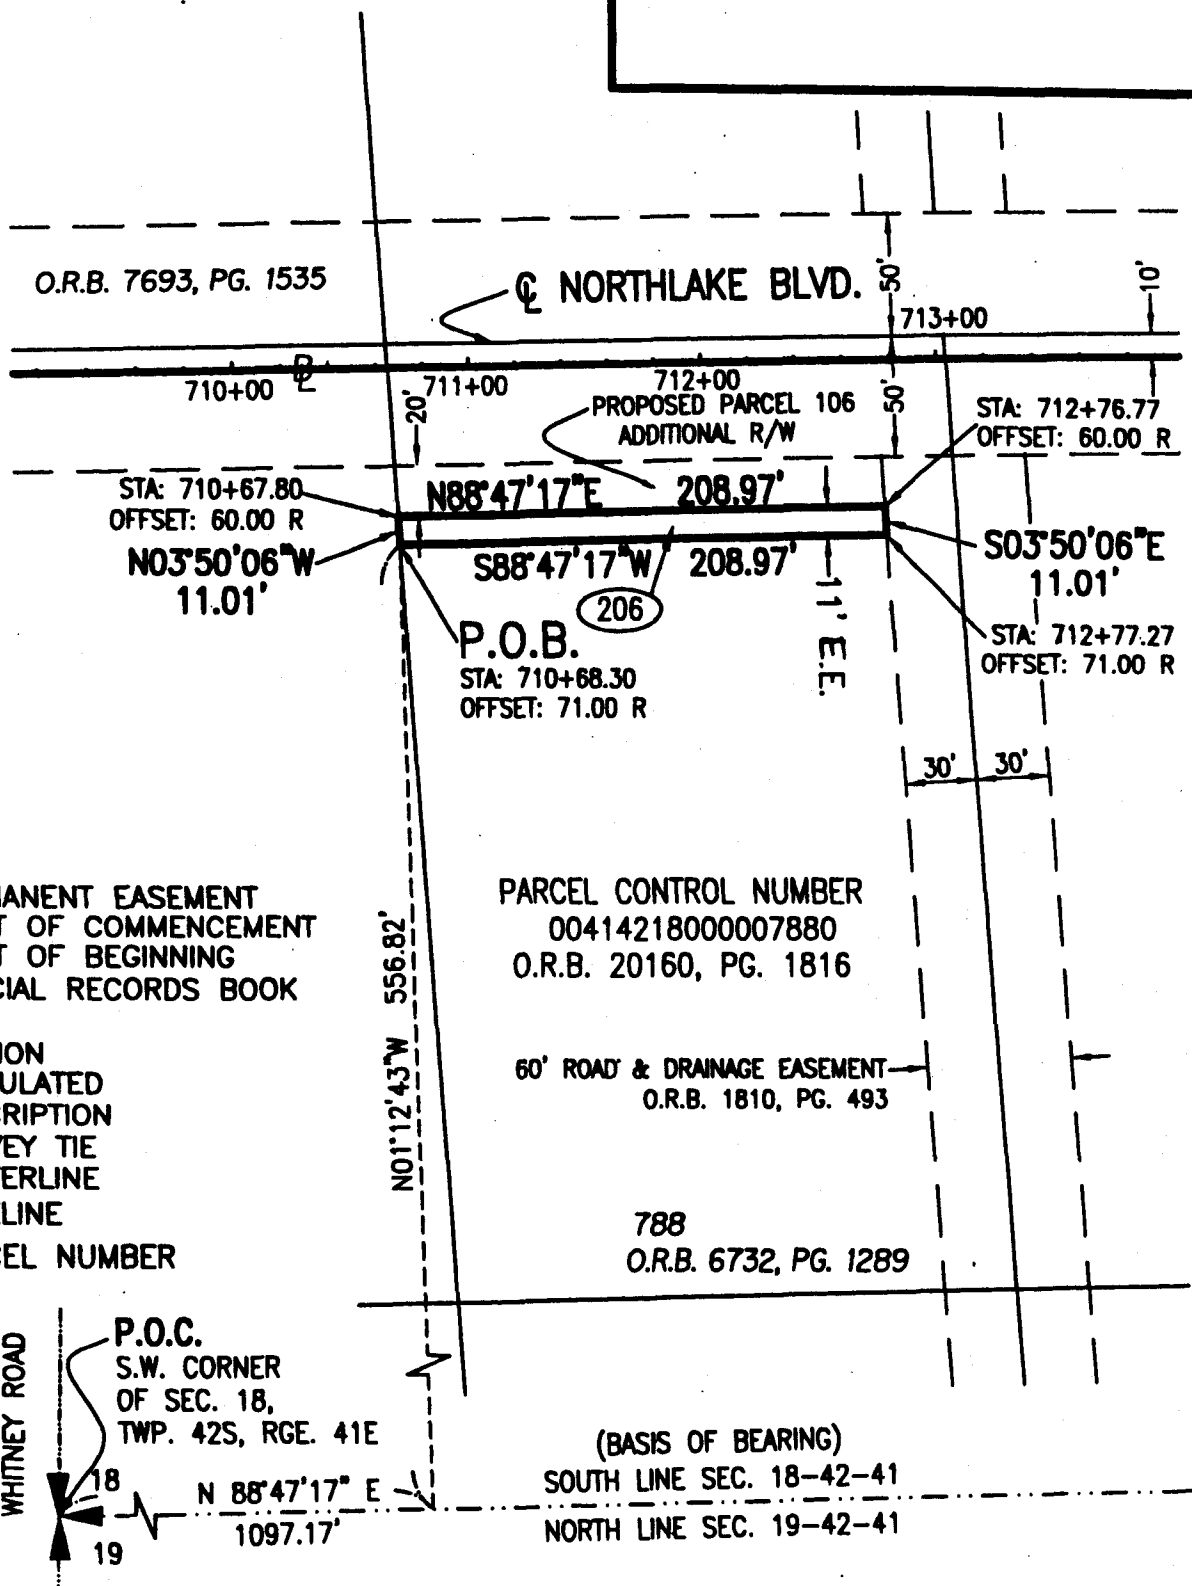 O.R.B. 7693, PG. 1535
℄ NORTHLAKE BLVD.
50'
10'
713+00
710+00
711+00
712+00
20'
50'
PROPOSED PARCEL 106
ADDITIONAL R/W
STA: 712+76.77
OFFSET: 60.00 R
STA: 710+67.80
OFFSET: 60.00 R
N88°47'17"E 208.97'
N03°50'06"W
11.01'
S88°47'17"W 208.97'
S03°50'06"E
11.01'
206
11' E.E.
P.O.B.
STA: 710+68.30
OFFSET: 71.00 R
STA: 712+77.27
OFFSET: 71.00 R
30'
30'
MANENT EASEMENT
T OF COMMENCEMENT
T OF BEGINNING
CIAL RECORDS BOOK
ION
ULATED
RIPTION
EY TIE
TERLINE
LINE
EL NUMBER
N01°12'43"W 556.82'
PARCEL CONTROL NUMBER
00414218000007880
O.R.B. 20160, PG. 1816
60' ROAD & DRAINAGE EASEMENT
O.R.B. 1810, PG. 493
788
O.R.B. 6732, PG. 1289
WHITNEY ROAD
P.O.C.
S.W. CORNER
OF SEC. 18,
TWP. 42S, RGE. 41E
18
19
N 88°47'17" E
1097.17'
(BASIS OF BEARING)
SOUTH LINE SEC. 18-42-41
NORTH LINE SEC. 19-42-41